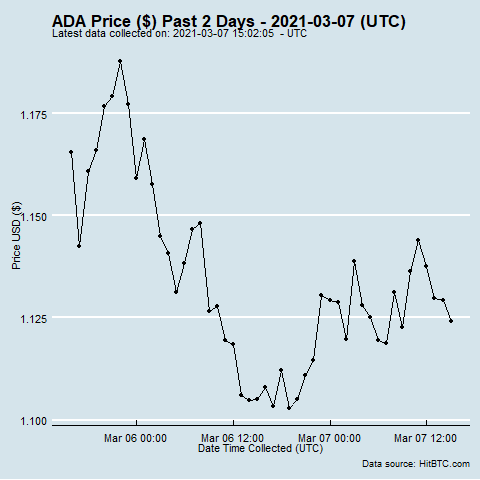 ADA Price ($) Past 2 Days - 2021-03-07 (UTC)
Latest data collected on: 2021-03-07 15:02:05 - UTC
1.175
1.150
1.125
1.100
Price USD ($)
Mar 06 00:00 Mar 06 12:00 Mar 07 00:00 Mar 07 12:00
Date Time Collected (UTC)
Data source: HitBTC.com